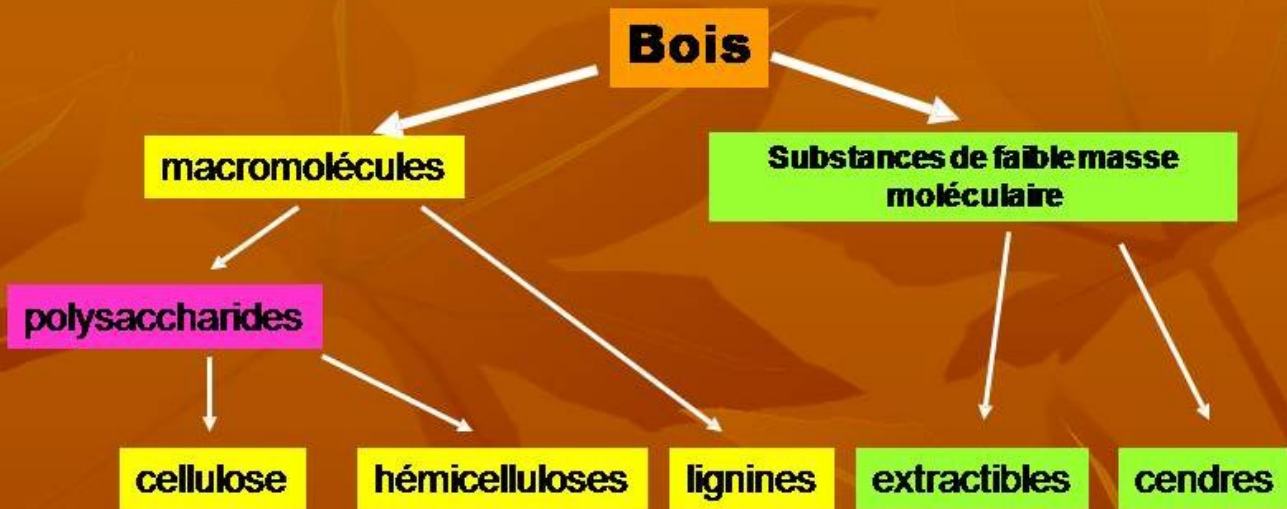 Bois
macromolécules
Substances de faible masse
moléculaire
polysaccharides
cellulose
hémicelluloses
lignines
extractibles
cendres